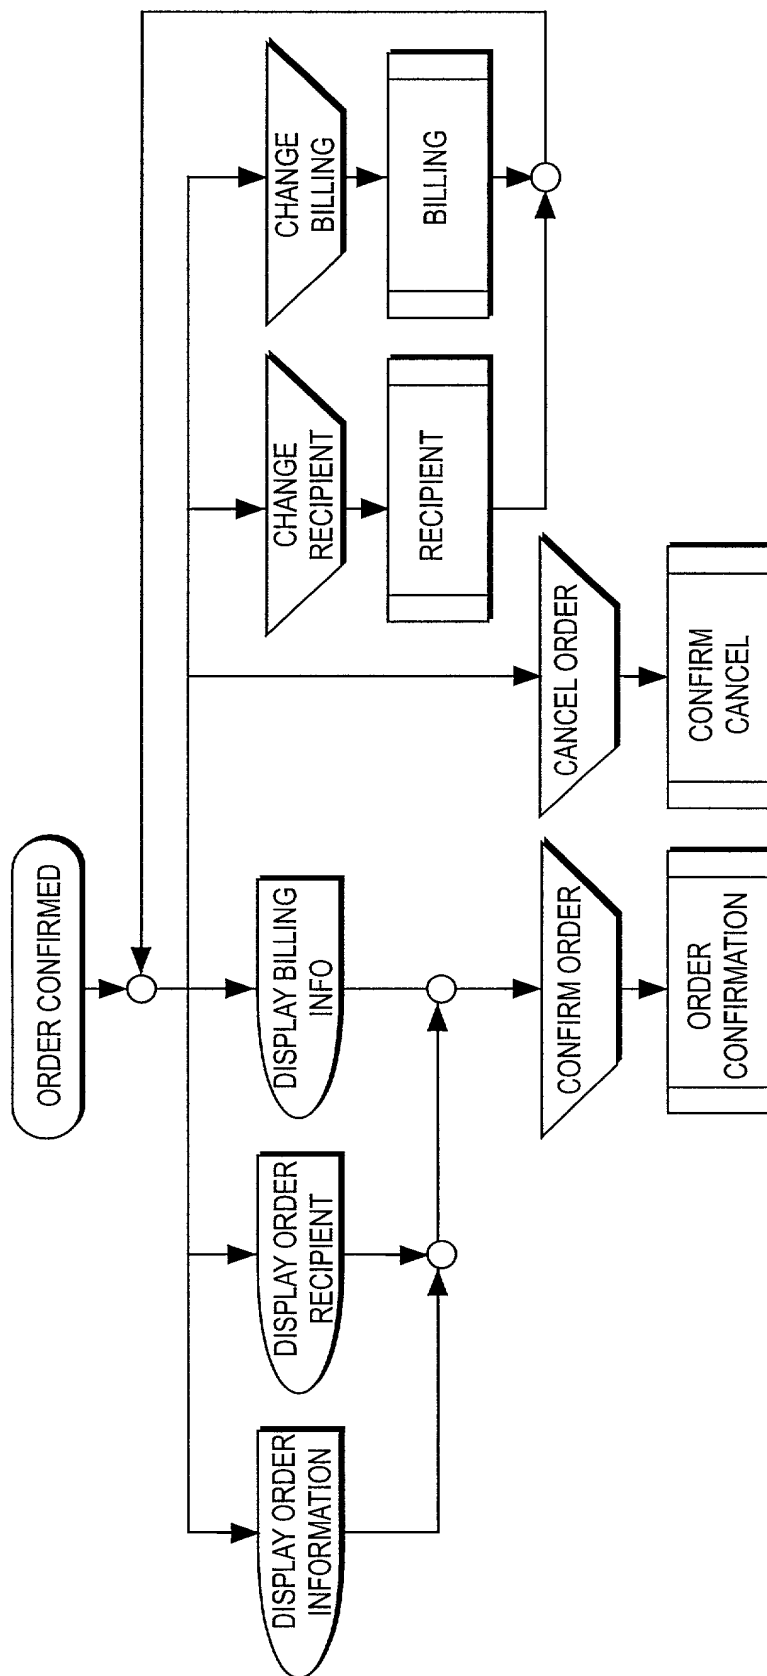 ORDER CONFIRMED
DISPLAY ORDER
INFORMATION
DISPLAY ORDER
RECIPIENT
DISPLAY BILLING
INFO
CHANGE
RECIPIENT
CHANGE
BILLING
RECIPIENT
BILLING
CONFIRM ORDER
CANCEL ORDER
ORDER
CONFIRMATION
CONFIRM
CANCEL